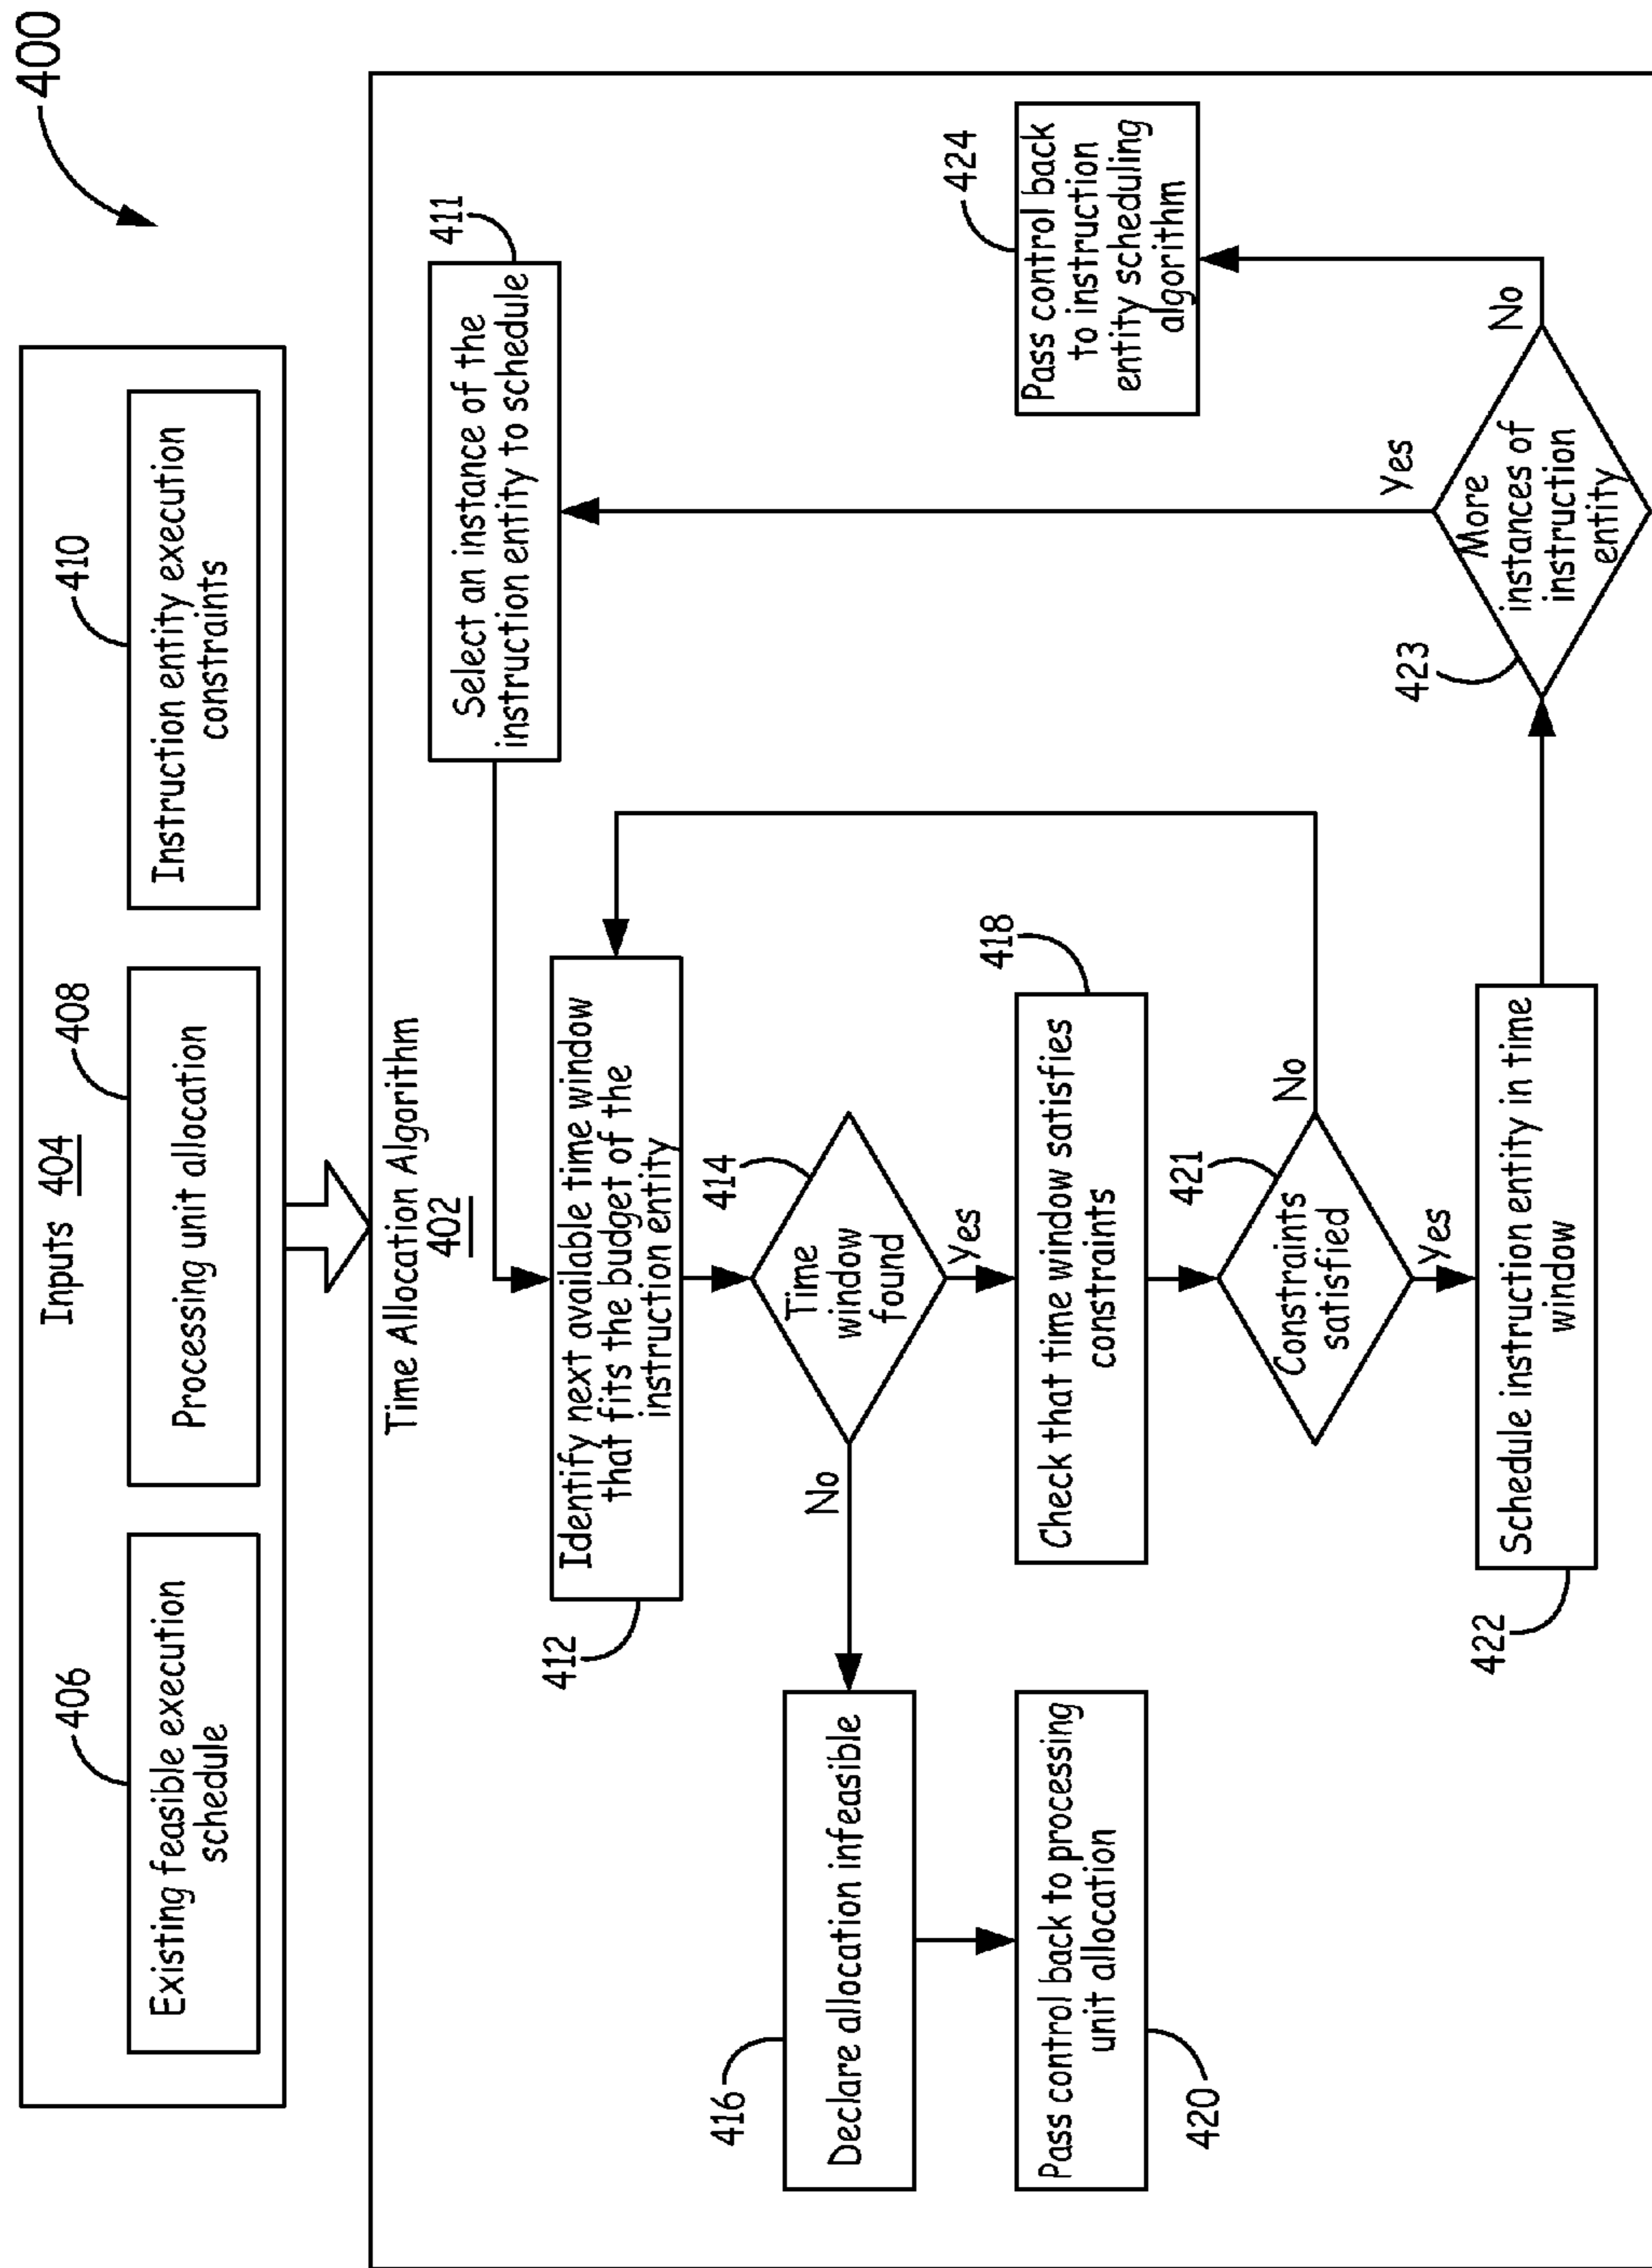 400
Inputs 404
406
Existing feasible execution
schedule
408
Processing unit allocation
410
Instruction entity execution
constraints
Time Allocation Algorithm
402
411
Select an instance of the
instruction entity to schedule
412
Identify next available time window
that fits the budget of the
instruction entity
414
Time
window
found
No
Yes
416
Declare allocation infeasible
418
Check that time window satisfies
constraints
420
Pass control back to processing
unit allocation
421
Constraints
satisfied
No
Yes
422
Schedule instruction entity in time
window
423
More
instances of
instruction
entity
Yes
No
424
Pass control back
to instruction
entity scheduling
algorithm